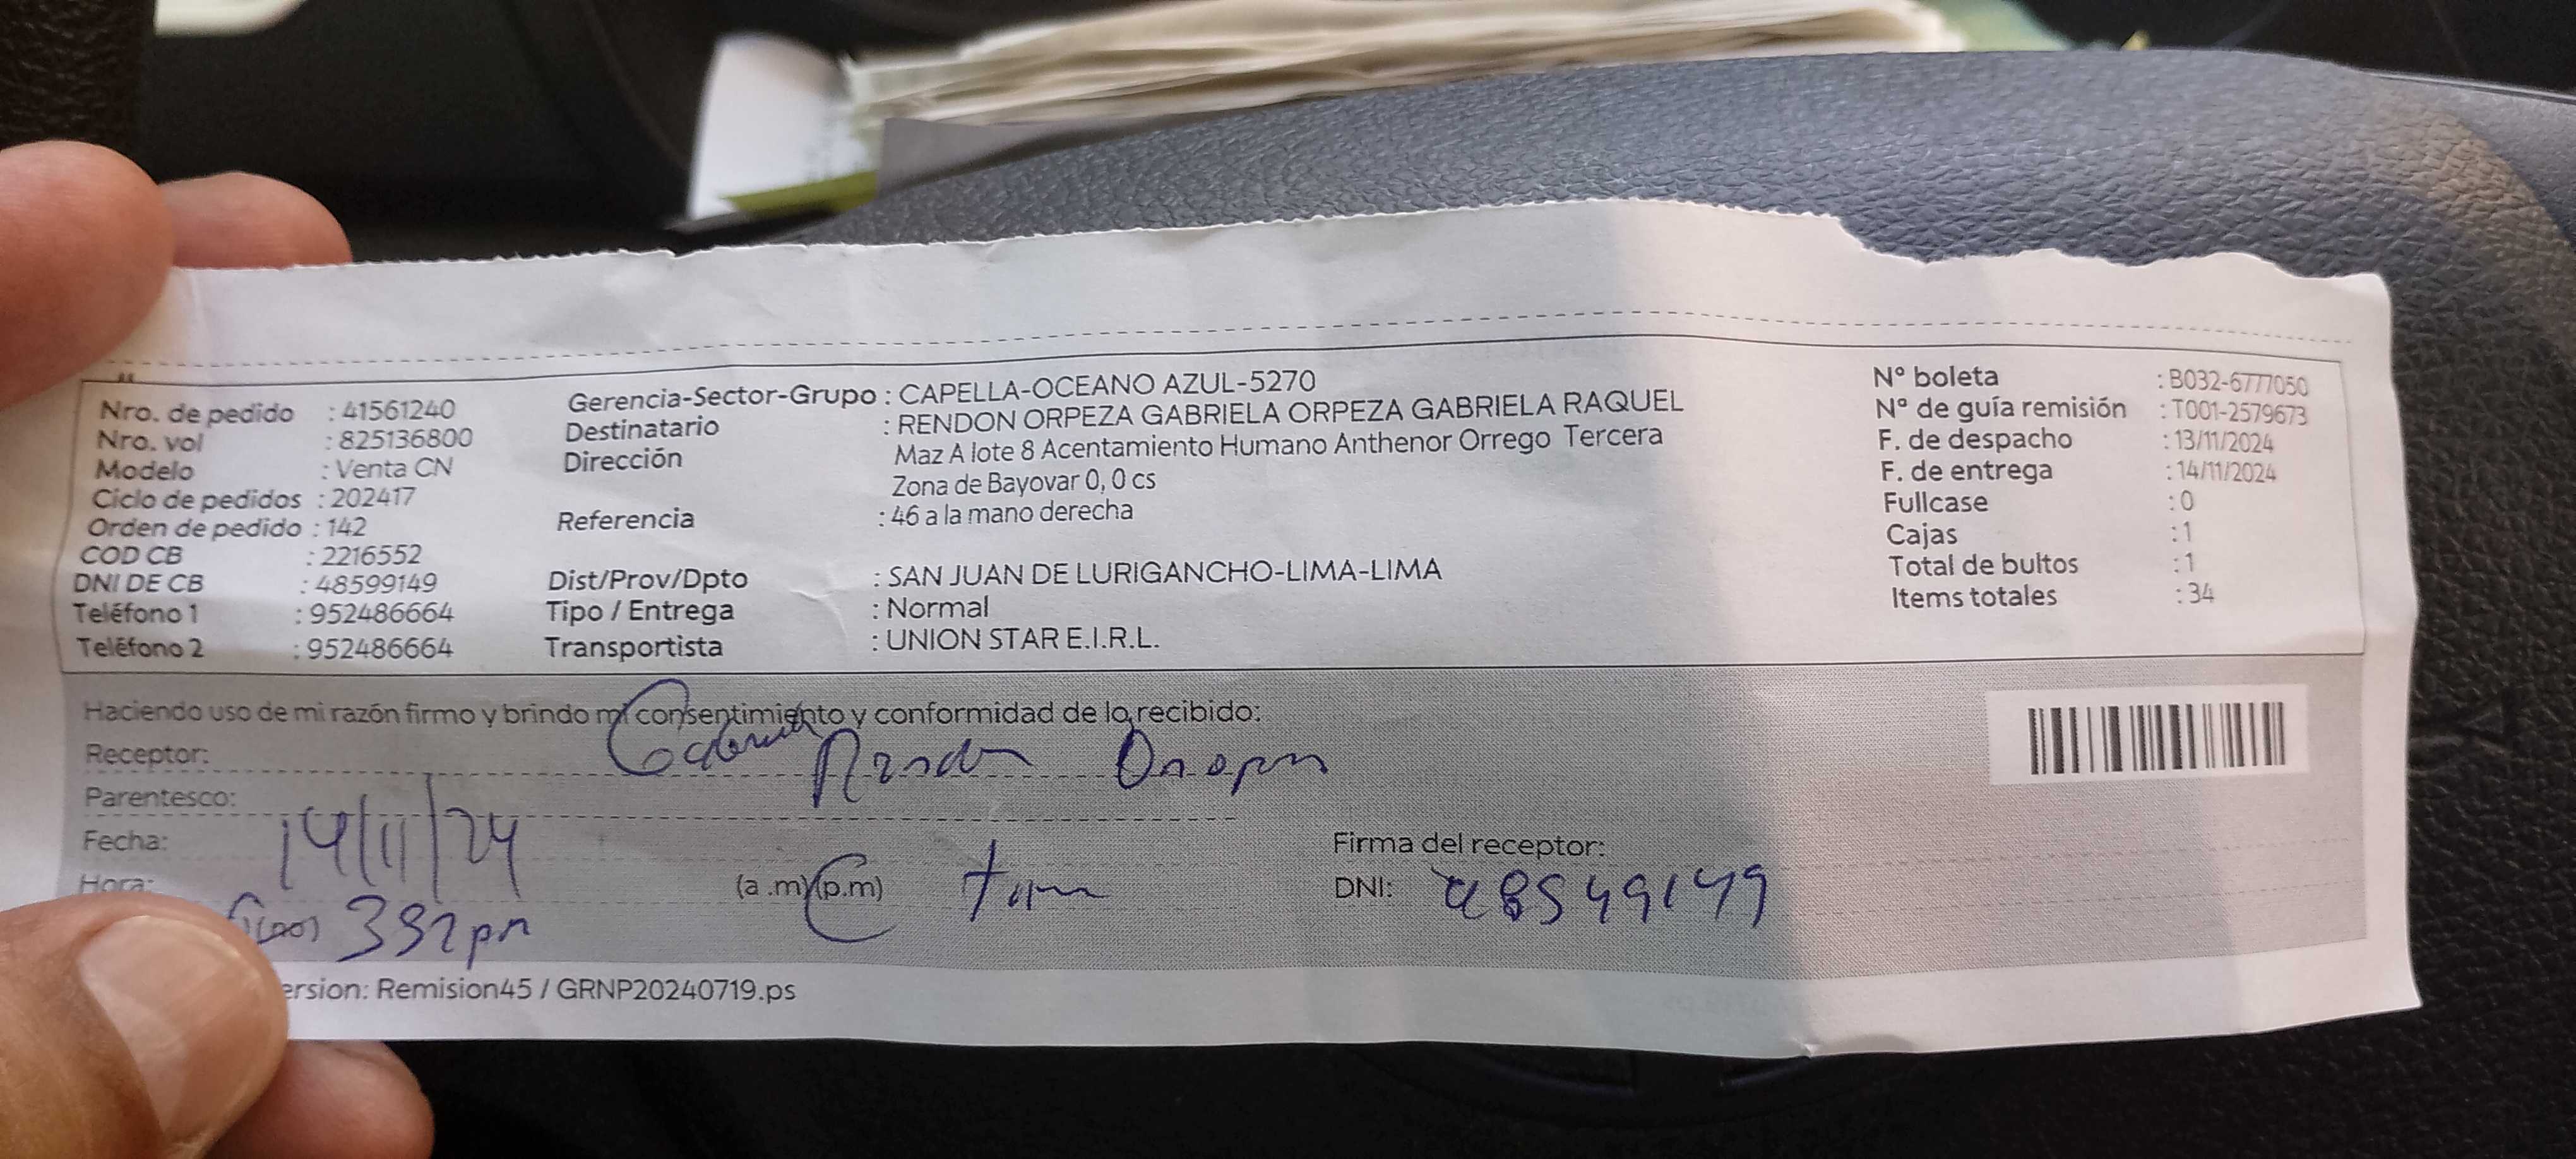 Nro. de pedido : 41561240
Nro. vol : 825136800
Modelo : Venta CN
Ciclo de pedidos : 202417
Orden de pedido : 142
COD CB : 2216552
DNI DE CB : 48599149
Teléfono 1 : 952486664
Teléfono 2 : 952486664
Gerencia-Sector-Grupo : CAPELLA-OCEANO AZUL-5270
Destinatario : RENDON ORPEZA GABRIELA ORPEZA GABRIELA RAQUEL
Dirección Maz A lote 8 Acentamiento Humano Anthenor Orrego Tercera
Zona de Bayovar 0, 0 cs
Referencia : 46 a la mano derecha
Dist/Prov/Dpto : SAN JUAN DE LURIGANCHO-LIMA-LIMA
Tipo / Entrega : Normal
Transportista : UNION STAR E.I.R.L.
N° boleta : B032-6777050
N° de guía remisión : T001-2579673
F. de despacho : 13/11/2024
F. de entrega : 14/11/2024
Fullcase : 0
Cajas : 1
Total de bultos : 1
Items totales : 34
Haciendo uso de mi razón firmo y brindo mi consentimiento y conformidad de lo recibido:
Receptor: Gabriela
Parentesco:
Fecha: 14/11/24
Hora: 332pm (a .m) (p.m)
Firma del receptor:
DNI: 48549149
ersion: Remision45 / GRNP20240719.ps